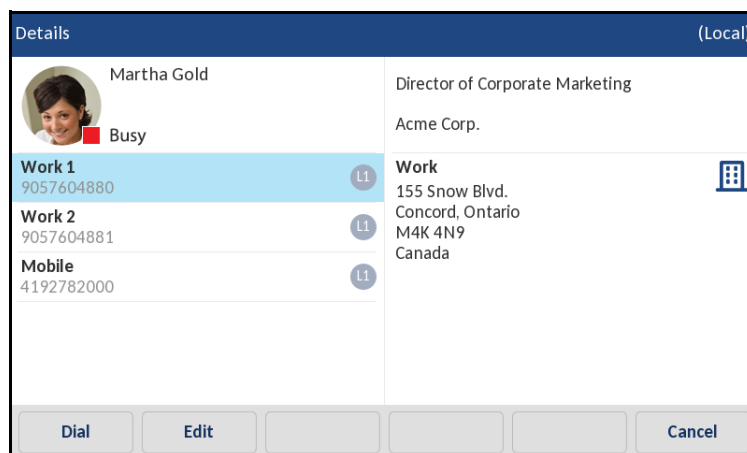 Details
(Local)
Martha Gold
Busy
Work 1
9057604880
L1
Work 2
9057604881
L1
Mobile
4192782000
L1
Director of Corporate Marketing
Acme Corp.
Work
155 Snow Blvd.
Concord, Ontario
M4K 4N9
Canada
Dial
Edit
Cancel